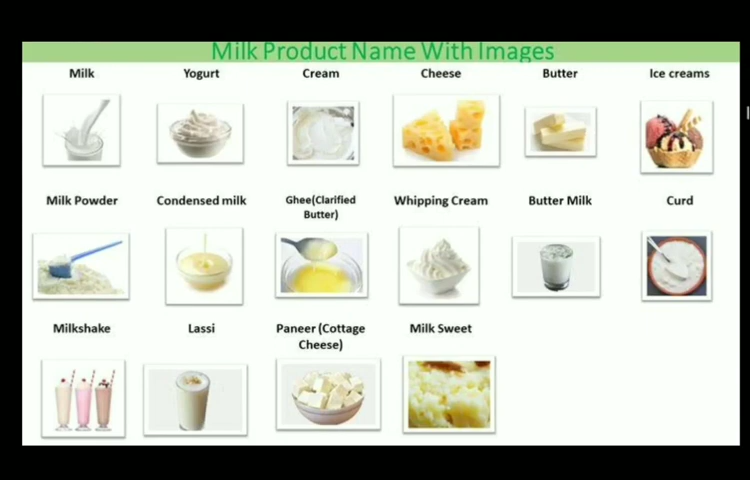 Milk Product Name With Images
Milk Yogurt Cream Cheese Butter Ice creams
Milk Powder Condensed milk Ghee(Clarified Butter) Whipping Cream Butter Milk Curd
Milkshake Lassi Paneer (Cottage Cheese) Milk Sweet